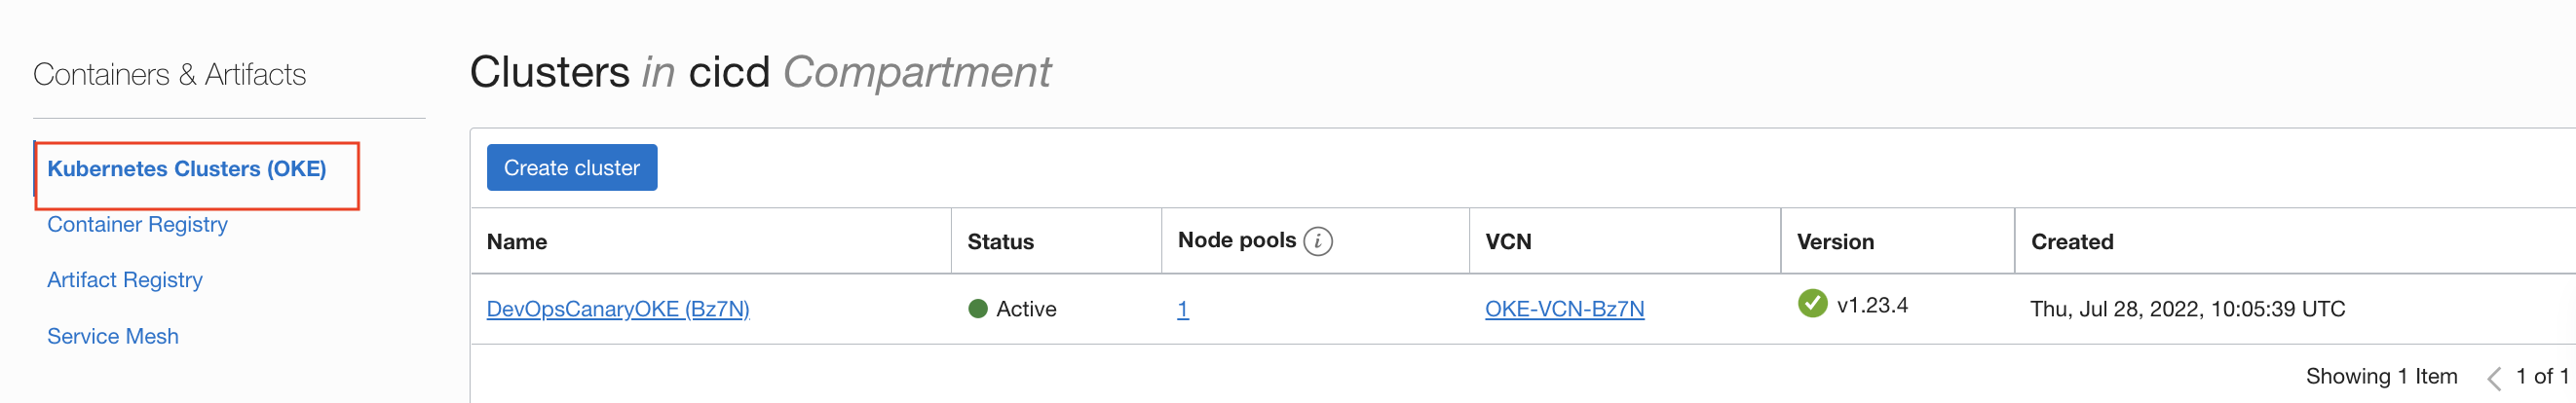 Containers & Artifacts
Kubernetes Clusters (OKE)
Container Registry
Artifact Registry
Service Mesh
Clusters in cicd Compartment
Create cluster
Name Status Node pools i VCN Version Created
DevOpsCanaryOKE (Bz7N) Active 1 OKE-VCN-Bz7N v1.23.4 Thu, Jul 28, 2022, 10:05:39 UTC
Showing 1 Item 1 of 1